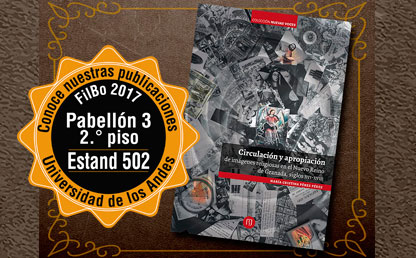 Conoce nuestras publicaciones
FilBo 2017
Pabellón 3
2.° piso
Estand 502
Universidad de los Andes
COLECCIÓN NUEVAS VOCES
Circulación y apropiación
de imágenes religiosas en el Nuevo Reino
de Granada, siglos XVI-XVIII
MARÍA CRISTINA PÉREZ PÉREZ